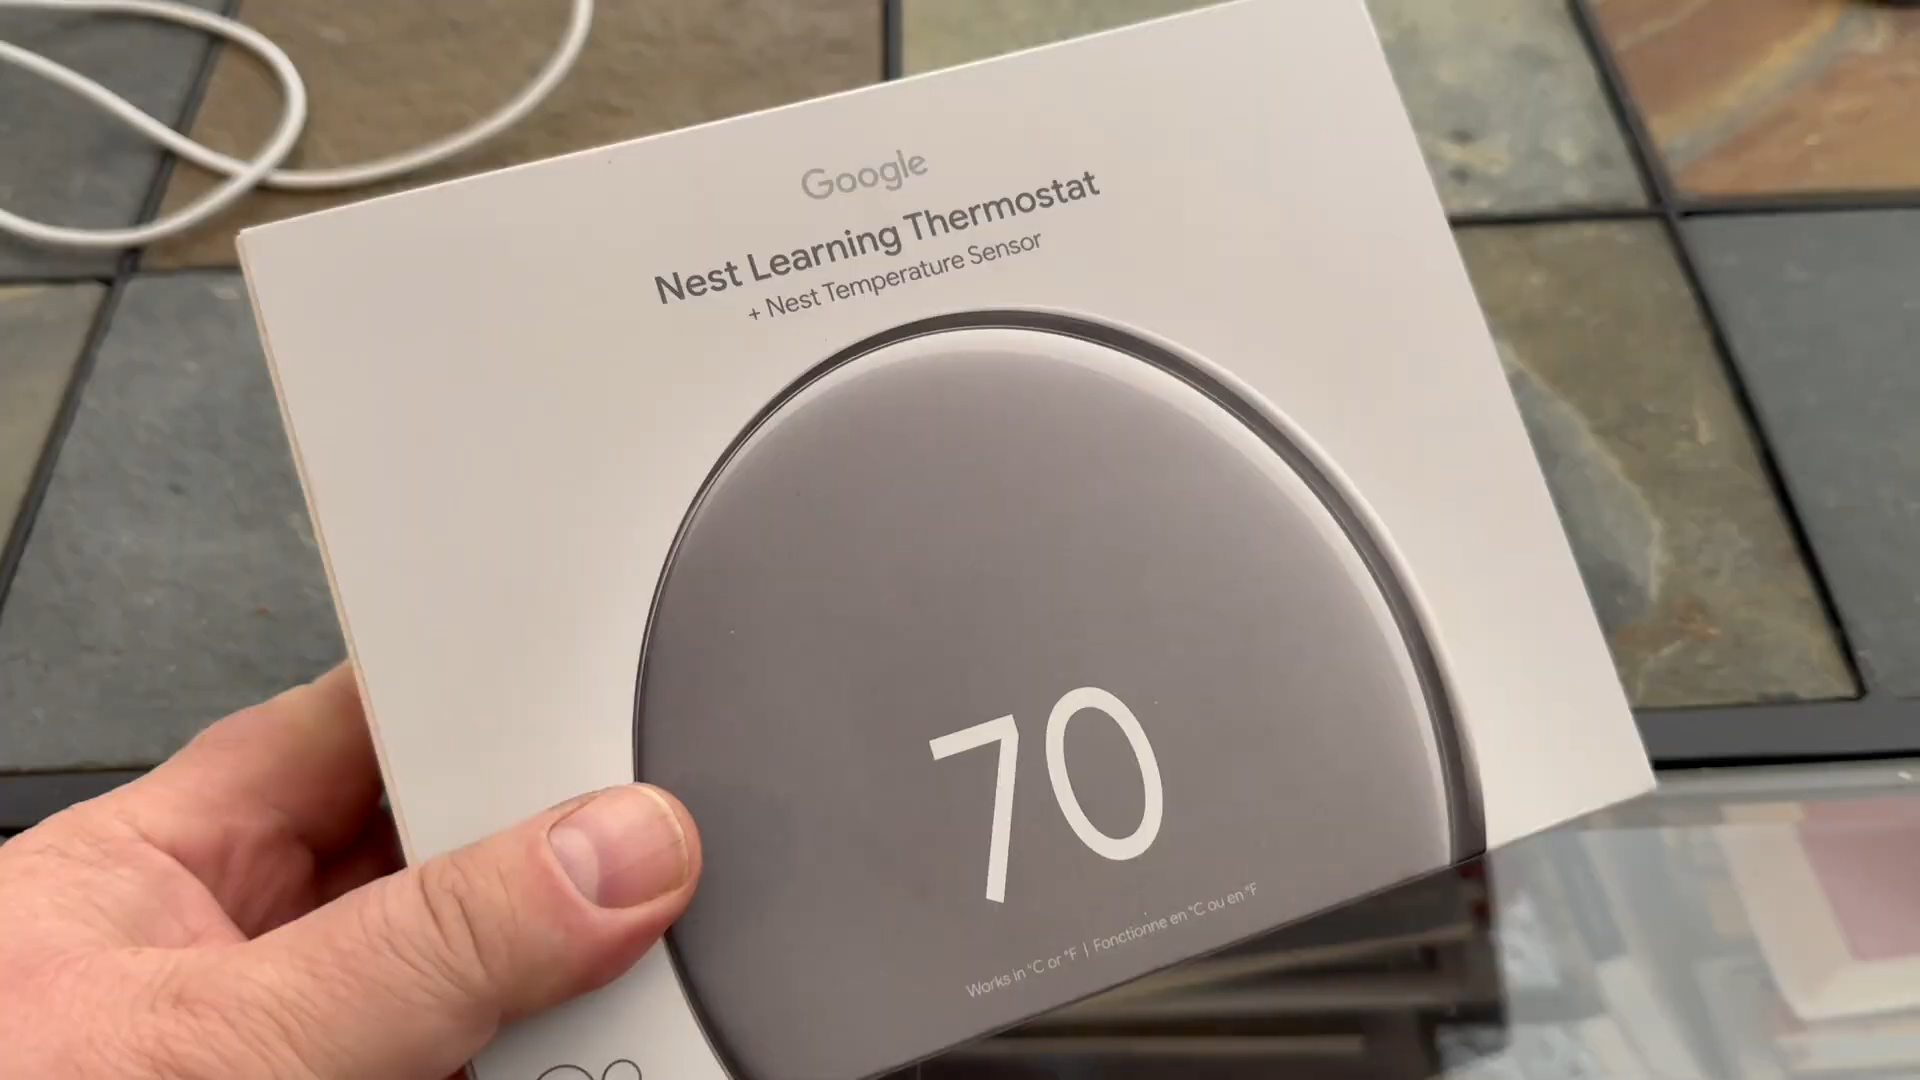 Google
Nest Learning Thermostat
+ Nest Temperature Sensor
70
Works in °C or °F | Fonctionne en °C ou en °F